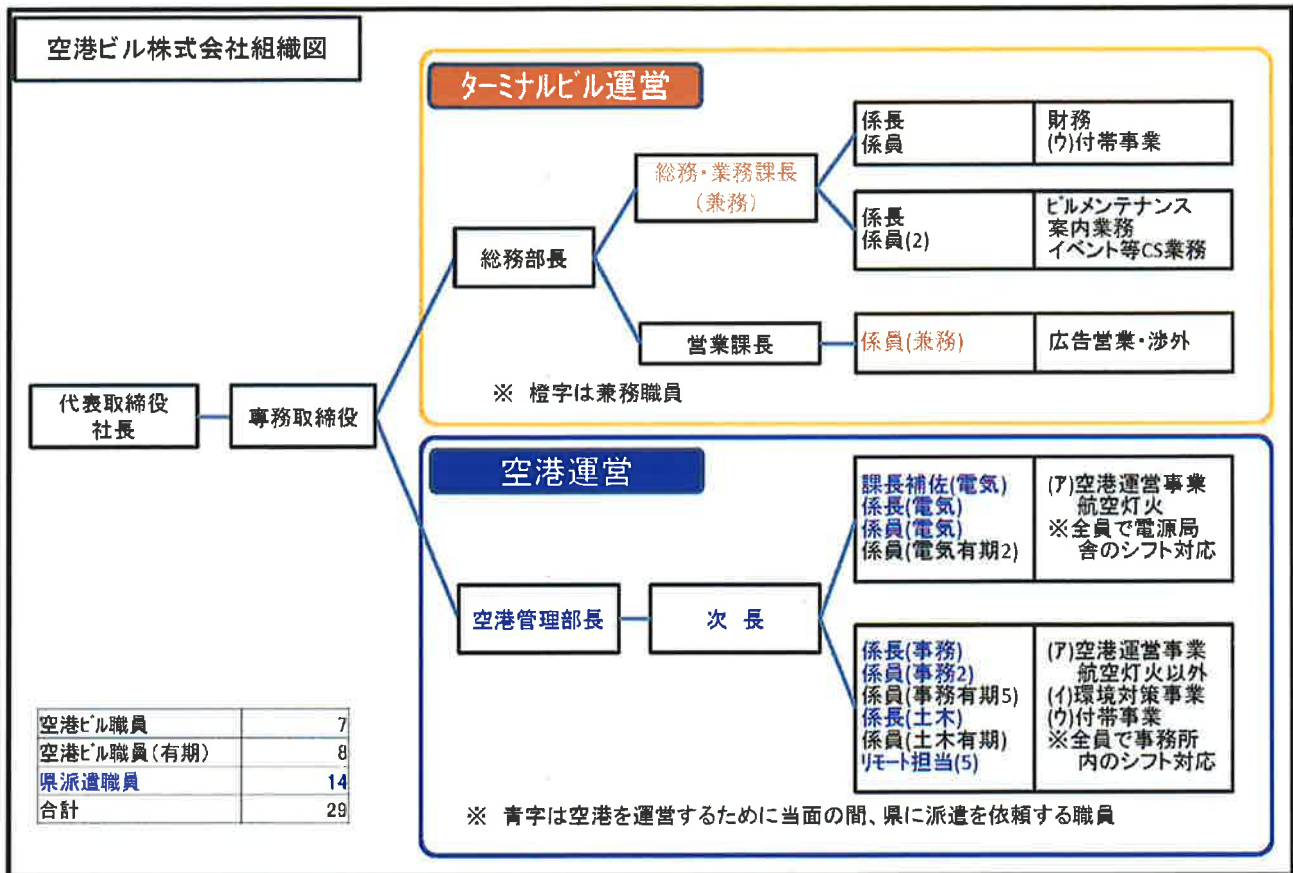 空港ビル株式会社組織図
ターミナルビル運営
係長
係員
財務
(ウ)付帯事業
総務・業務課長
(兼務)
係長
係員(2)
ビルメンテナンス
案内業務
イベント等CS業務
総務部長
営業課長
係員(兼務)
広告営業・渉外
※ 橙字は兼務職員
代表取締役
社長
専務取締役
空港運営
課長補佐(電気)
係長(電気)
係員(電気)
係員(電気有期2)
(ア)空港運営事業
航空灯火
※全員で電源局
舎のシフト対応
空港管理部長
次 長
係長(事務)
係員(事務2)
係員(事務有期5)
係長(土木)
係員(土木有期)
リモート担当(5)
(ア)空港運営事業
航空灯火以外
(イ)環境対策事業
(ウ)付帯事業
※全員で事務所
内のシフト対応
空港ビル職員 7
空港ビル職員(有期) 8
県派遣職員 14
合計 29
※ 青字は空港を運営するために当面の間、県に派遣を依頼する職員